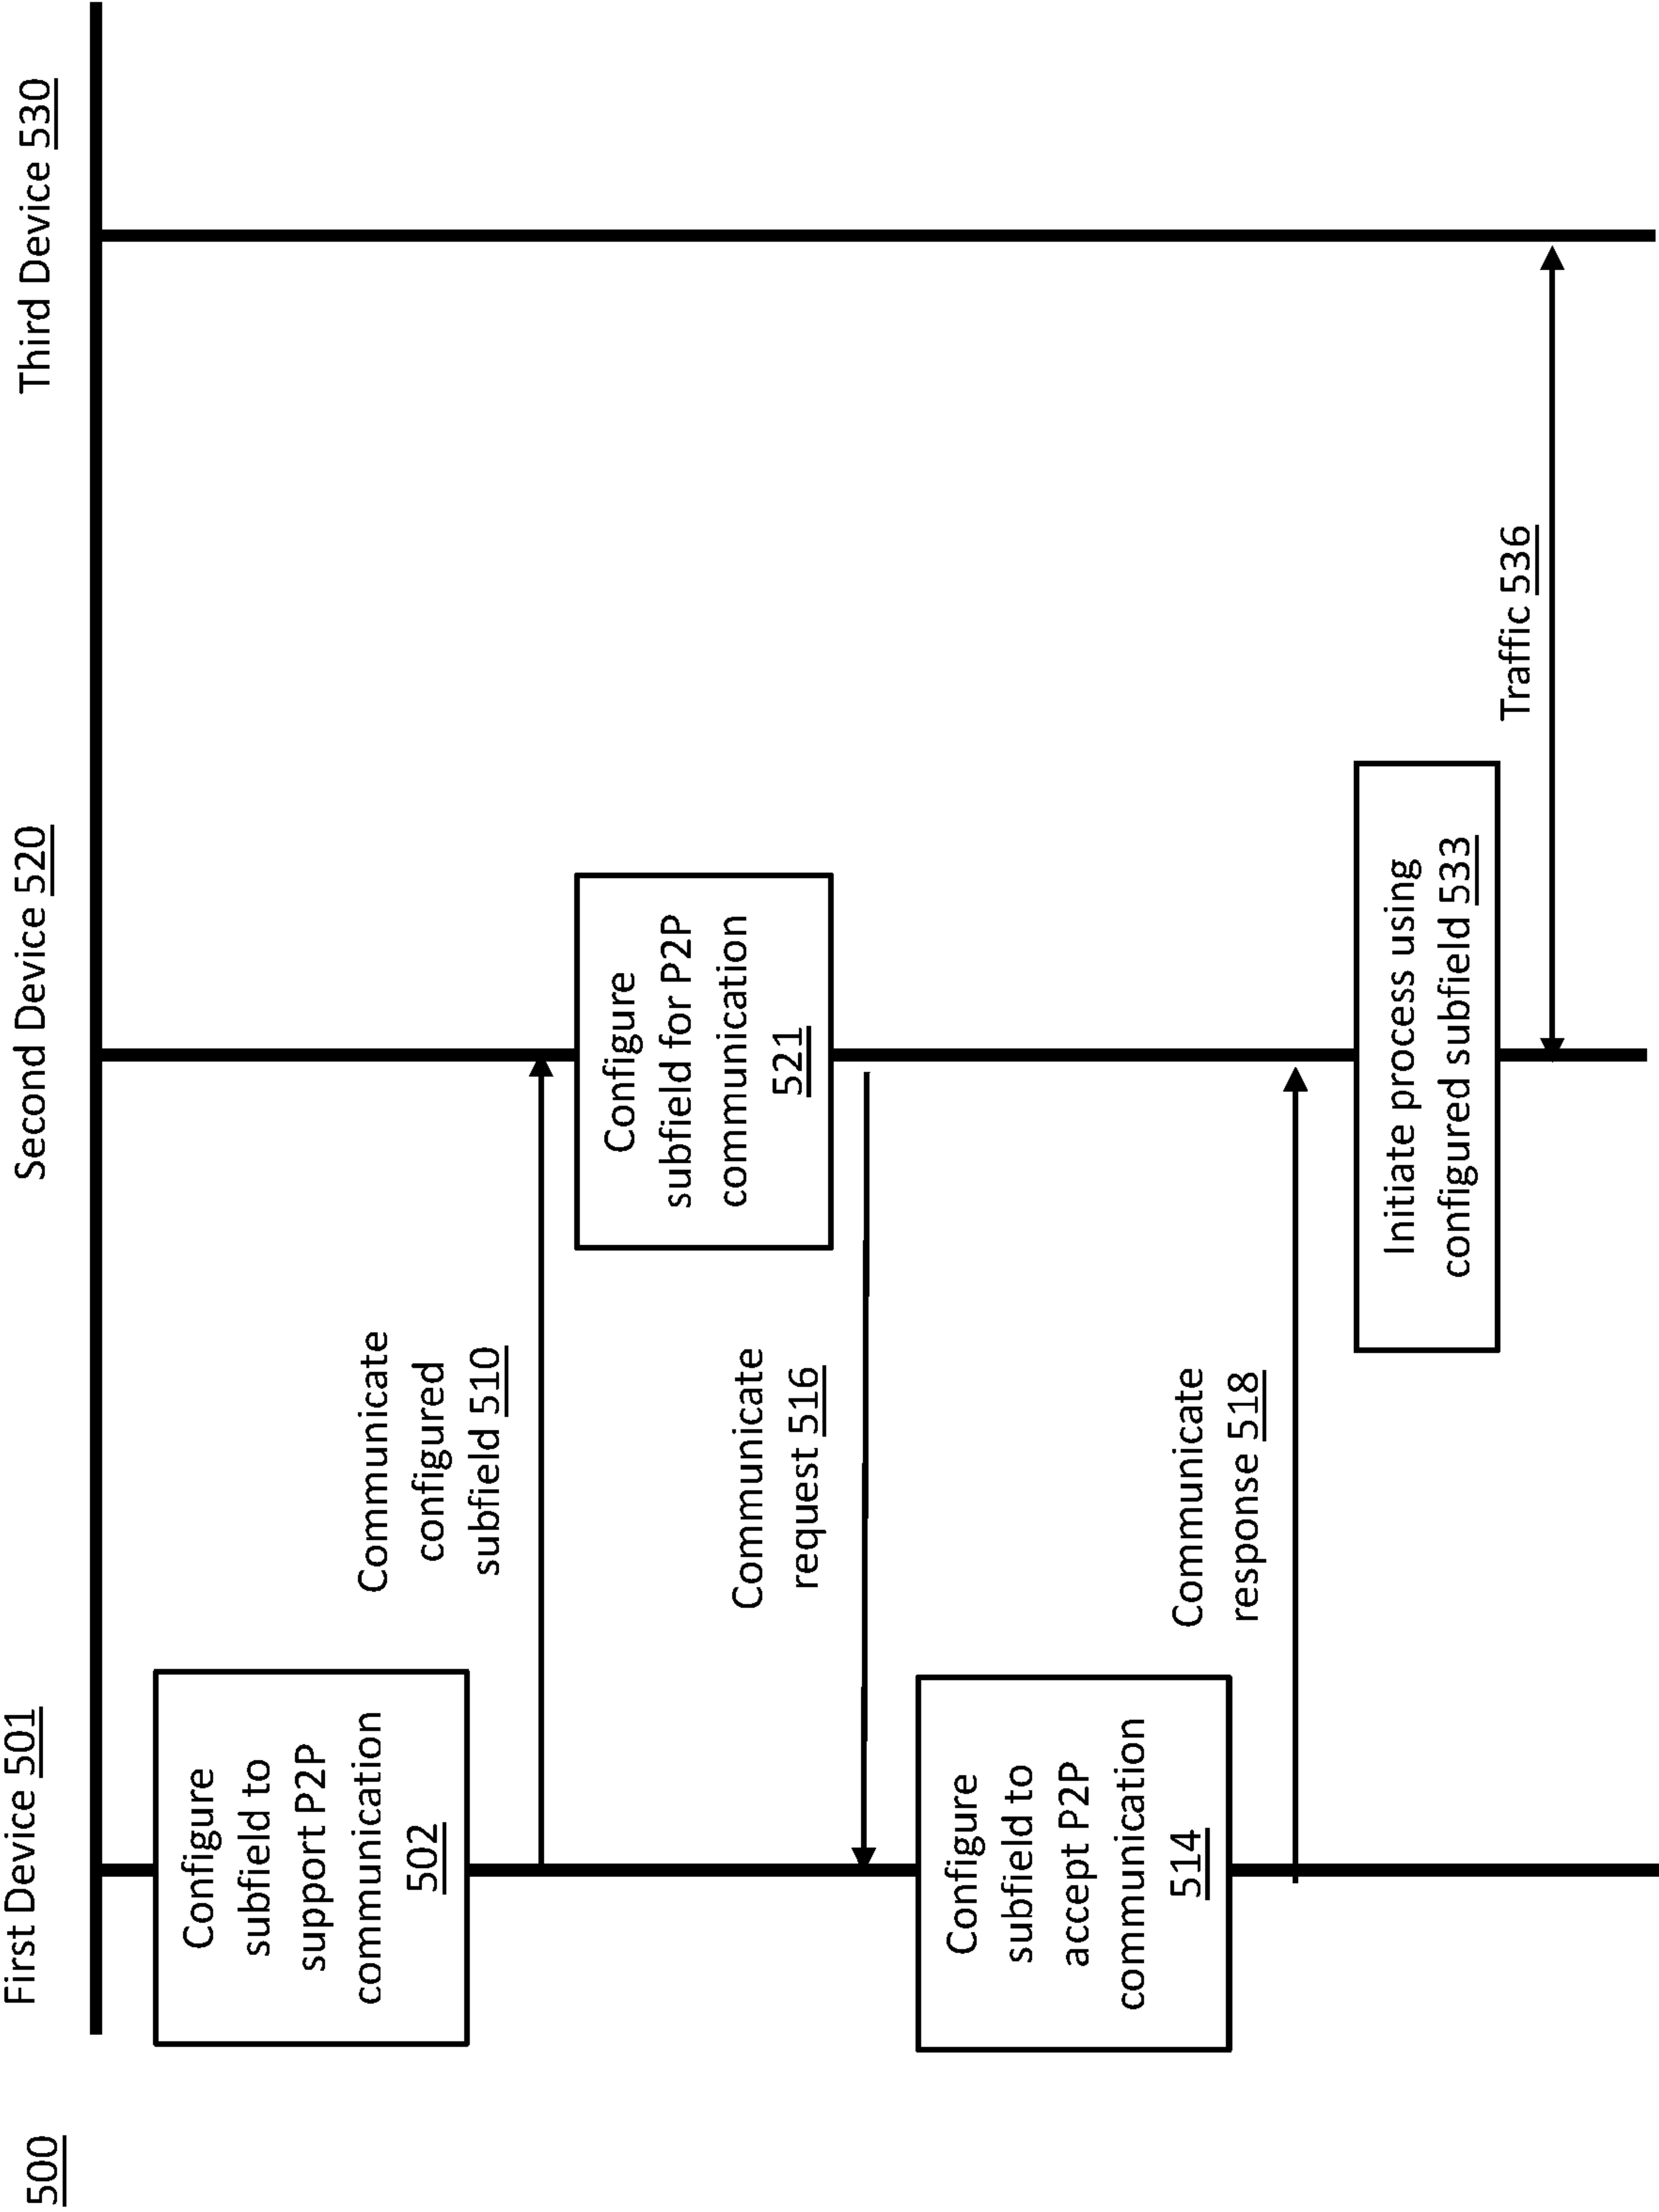 500
First Device 501
Second Device 520
Third Device 530
Configure
subfield to
support P2P
communication
502
Communicate
configured
subfield 510
Configure
subfield for P2P
communication
521
Communicate
request 516
Configure
subfield to
accept P2P
communication
514
Communicate
response 518
Initiate process using
configured subfield 533
Traffic 536